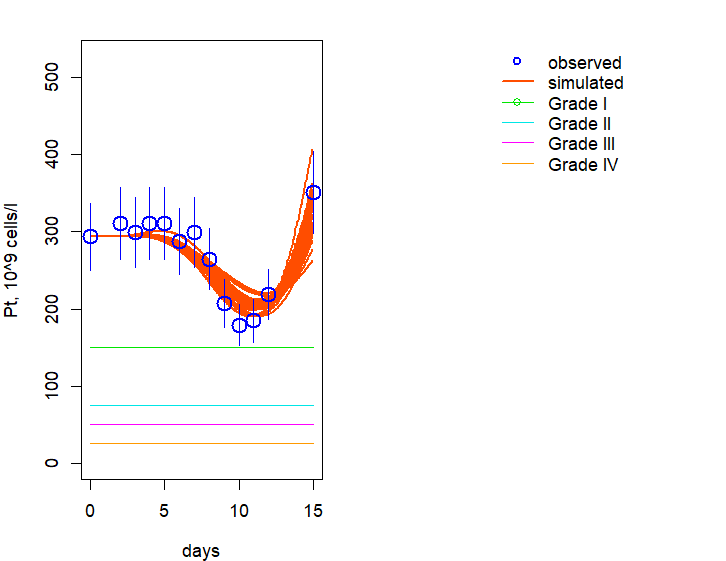 Pt, 10^9 cells/l
500
400
300
200
100
0
0 5 10 15
days
observed
simulated
Grade I
Grade II
Grade III
Grade IV